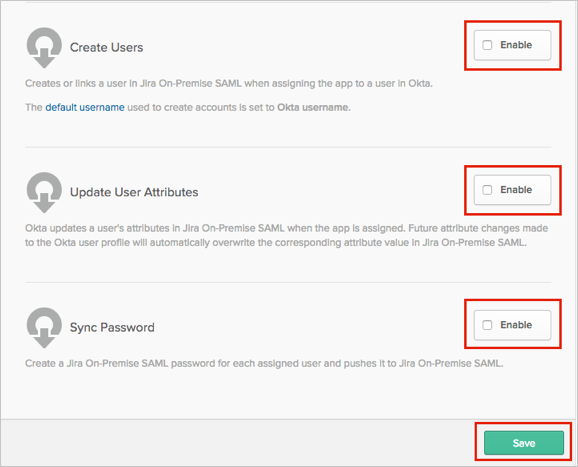 Create Users
Enable
Creates or links a user in Jira On-Premise SAML when assigning the app to a user in Okta.
The default username used to create accounts is set to Okta username.
Update User Attributes
Enable
Okta updates a user's attributes in Jira On-Premise SAML when the app is assigned. Future attribute changes made
to the Okta user profile will automatically overwrite the corresponding attribute value in Jira On-Premise SAML.
Sync Password
Enable
Create a Jira On-Premise SAML password for each assigned user and pushes it to Jira On-Premise SAML.
Save